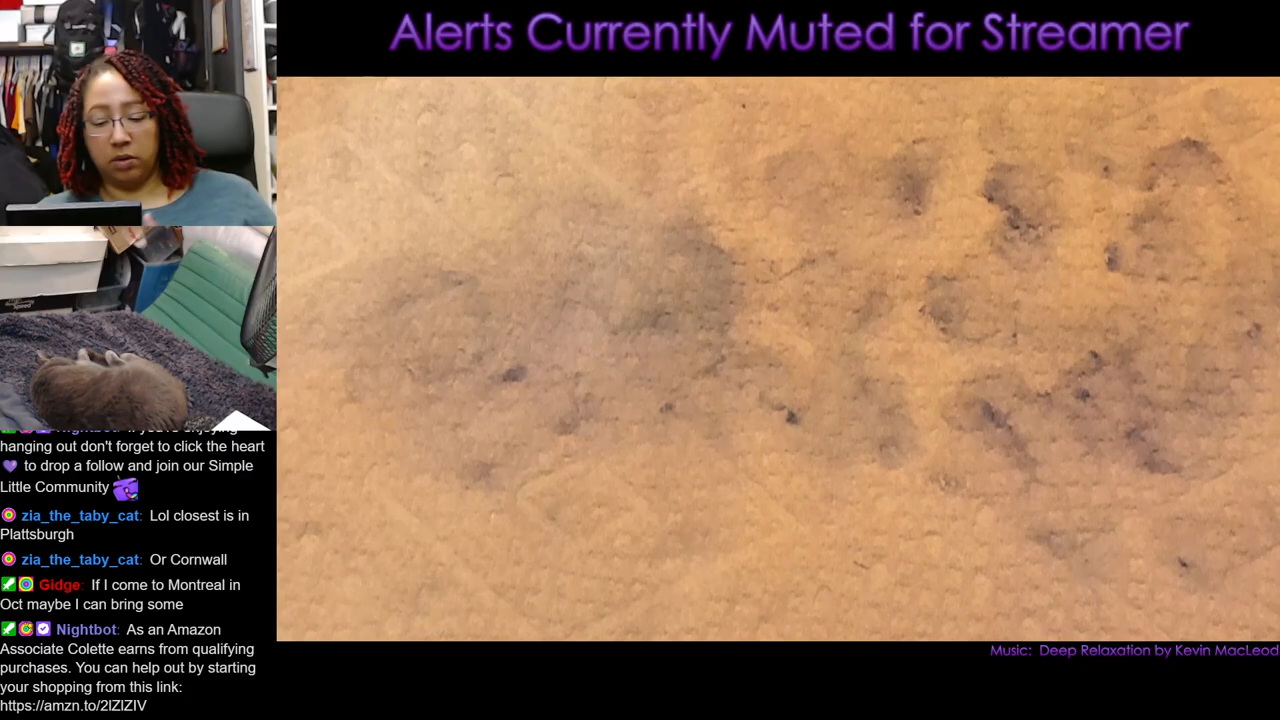 Alerts Currently Muted for Streamer
hanging out don't forget to click the heart
to drop a follow and join our Simple
Little Community
zia_the_taby_cat: Lol closest is in
Plattsburgh
zia_the_taby_cat: Or Cornwall
Gidge: If I come to Montreal in
Oct maybe I can bring some
Nightbot: As an Amazon
Associate Colette earns from qualifying
purchases. You can help out by starting
your shopping from this link:
https://amzn.to/2lZlZIV
Music: Deep Relaxation by Kevin MacLeod